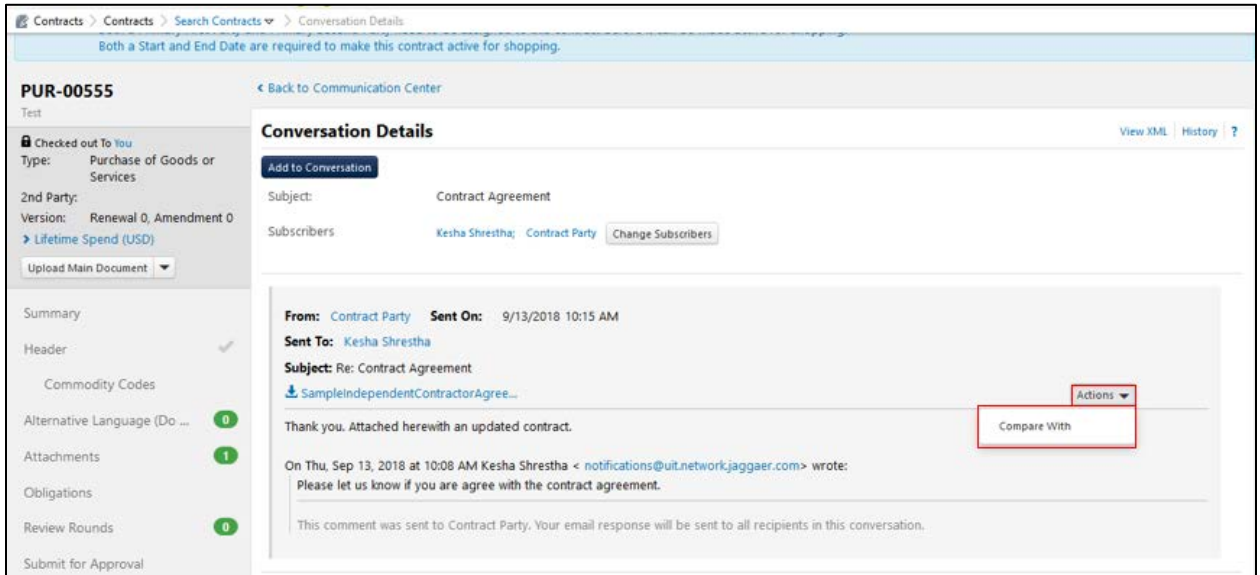 Contracts > Contracts > Search Contracts > Conversation Details
Both a Start and End Date are required to make this contract active for shopping.
PUR-00555
Test
Checked out To You
Type: Purchase of Goods or
Services
2nd Party:
Version: Renewal 0, Amendment 0
> Lifetime Spend (USD)
Upload Main Document
Summary
Header
Commodity Codes
Alternative Language (Do ... 0
Attachments 1
Obligations
Review Rounds 0
Submit for Approval
< Back to Communication Center
Conversation Details
View XML | History | ?
Add to Conversation
Subject: Contract Agreement
Subscribers Kesha Shrestha; Contract Party Change Subscribers
From: Contract Party Sent On: 9/13/2018 10:15 AM
Sent To: Kesha Shrestha
Subject: Re: Contract Agreement
SampleIndependentContractorAgree...
Actions
Compare With
Thank you. Attached herewith an updated contract.
On Thu, Sep 13, 2018 at 10:08 AM Kesha Shrestha < notifications@uit.network.jaggaer.com> wrote:
Please let us know if you are agree with the contract agreement.
This comment was sent to Contract Party. Your email response will be sent to all recipients in this conversation.